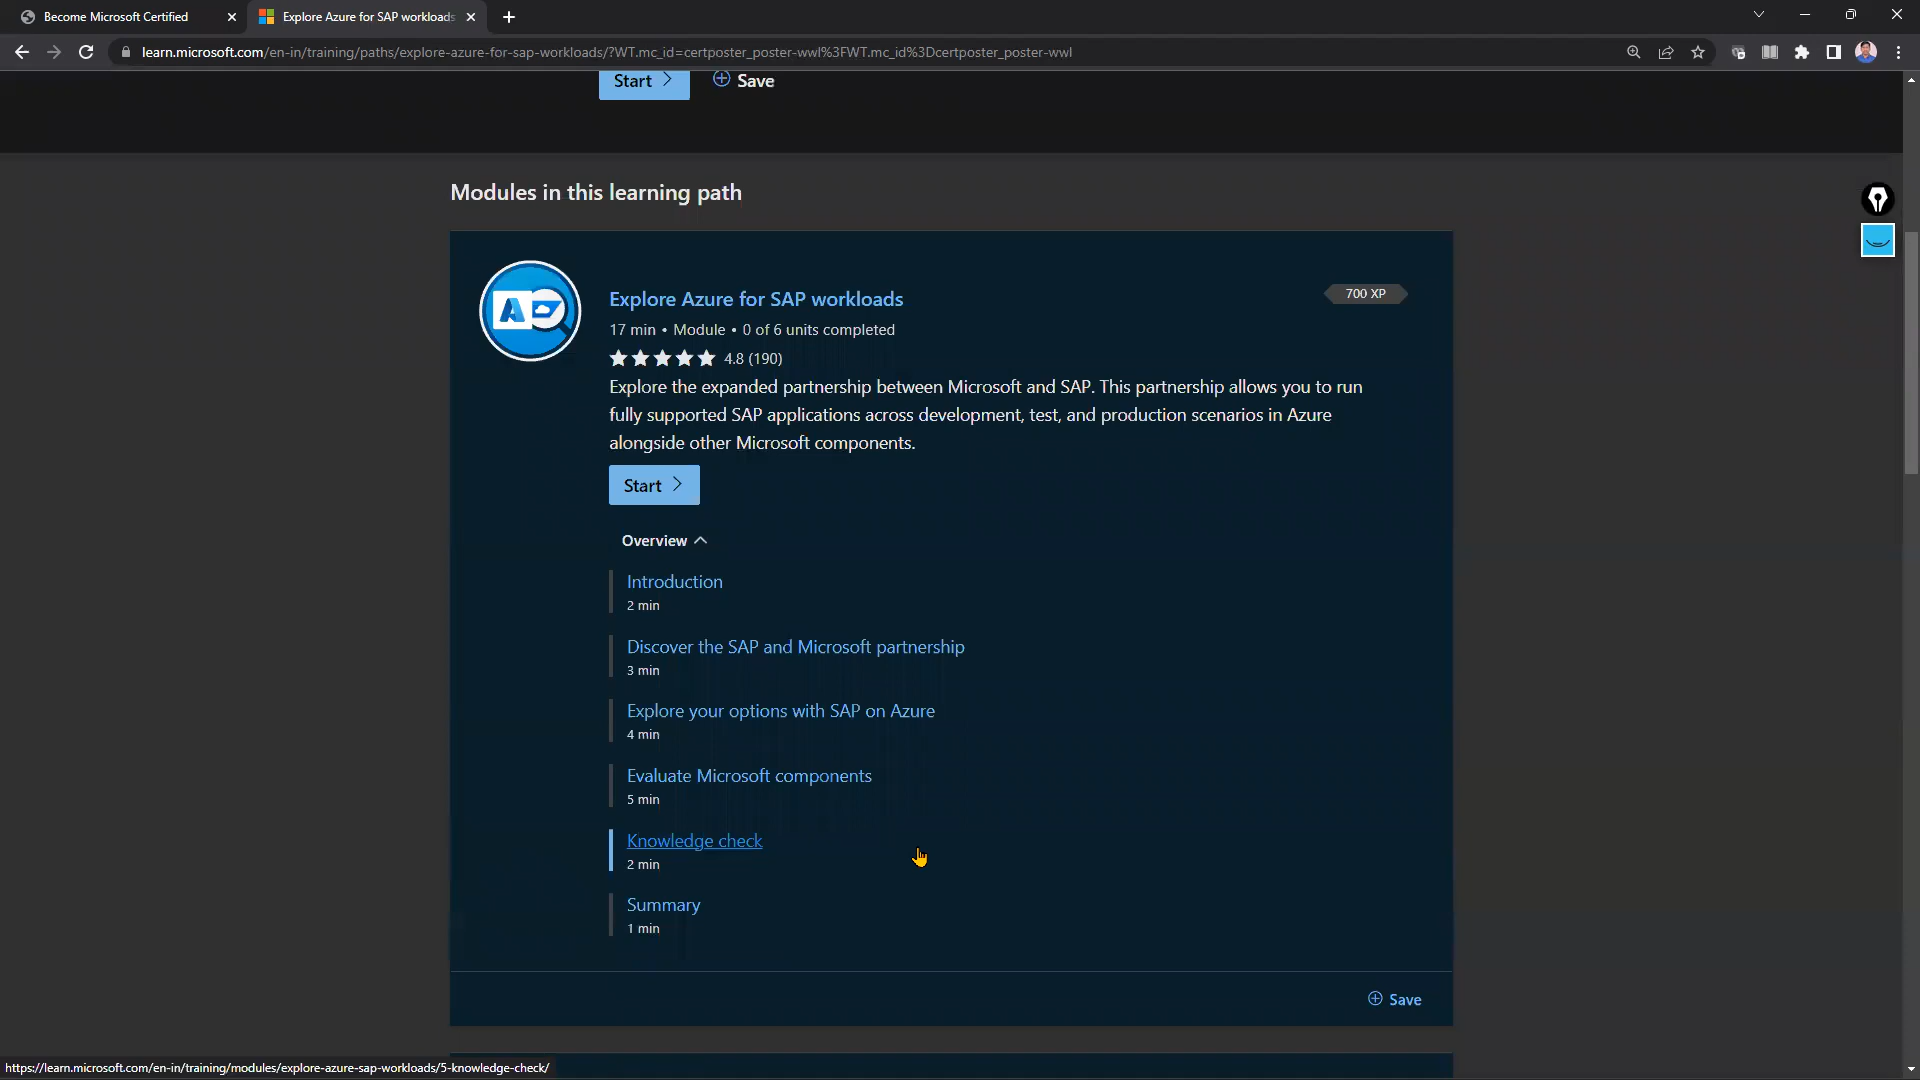 Become Microsoft Certified
Explore Azure for SAP workloads
learn.microsoft.com/en-in/training/paths/explore-azure-for-sap-workloads/?WT.mc_id=certposter_poster-wwl%3FWT.mc_id%3Dcertposter_poster-wwl
Start
Save
Modules in this learning path
Explore Azure for SAP workloads
700 XP
17 min • Module • 0 of 6 units completed
4.8 (190)
Explore the expanded partnership between Microsoft and SAP. This partnership allows you to run
fully supported SAP applications across development, test, and production scenarios in Azure
alongside other Microsoft components.
Start
Overview
Introduction
2 min
Discover the SAP and Microsoft partnership
3 min
Explore your options with SAP on Azure
4 min
Evaluate Microsoft components
5 min
Knowledge check
2 min
Summary
1 min
Save
https://learn.microsoft.com/en-in/training/modules/explore-azure-sap-workloads/5-knowledge-check/